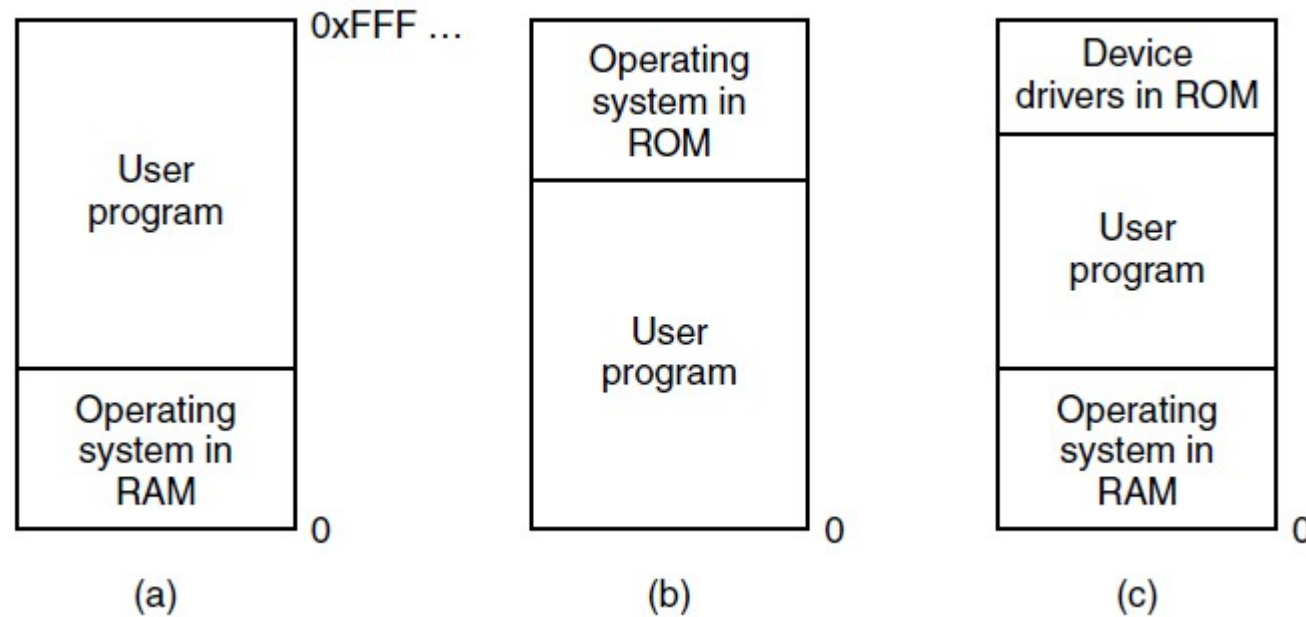 0xFFF ...
User
program
Operating
system in
RAM
0
(a)
Operating
system in
ROM
User
program
0
(b)
Device
drivers in ROM
User
program
Operating
system in
RAM
0
(c)